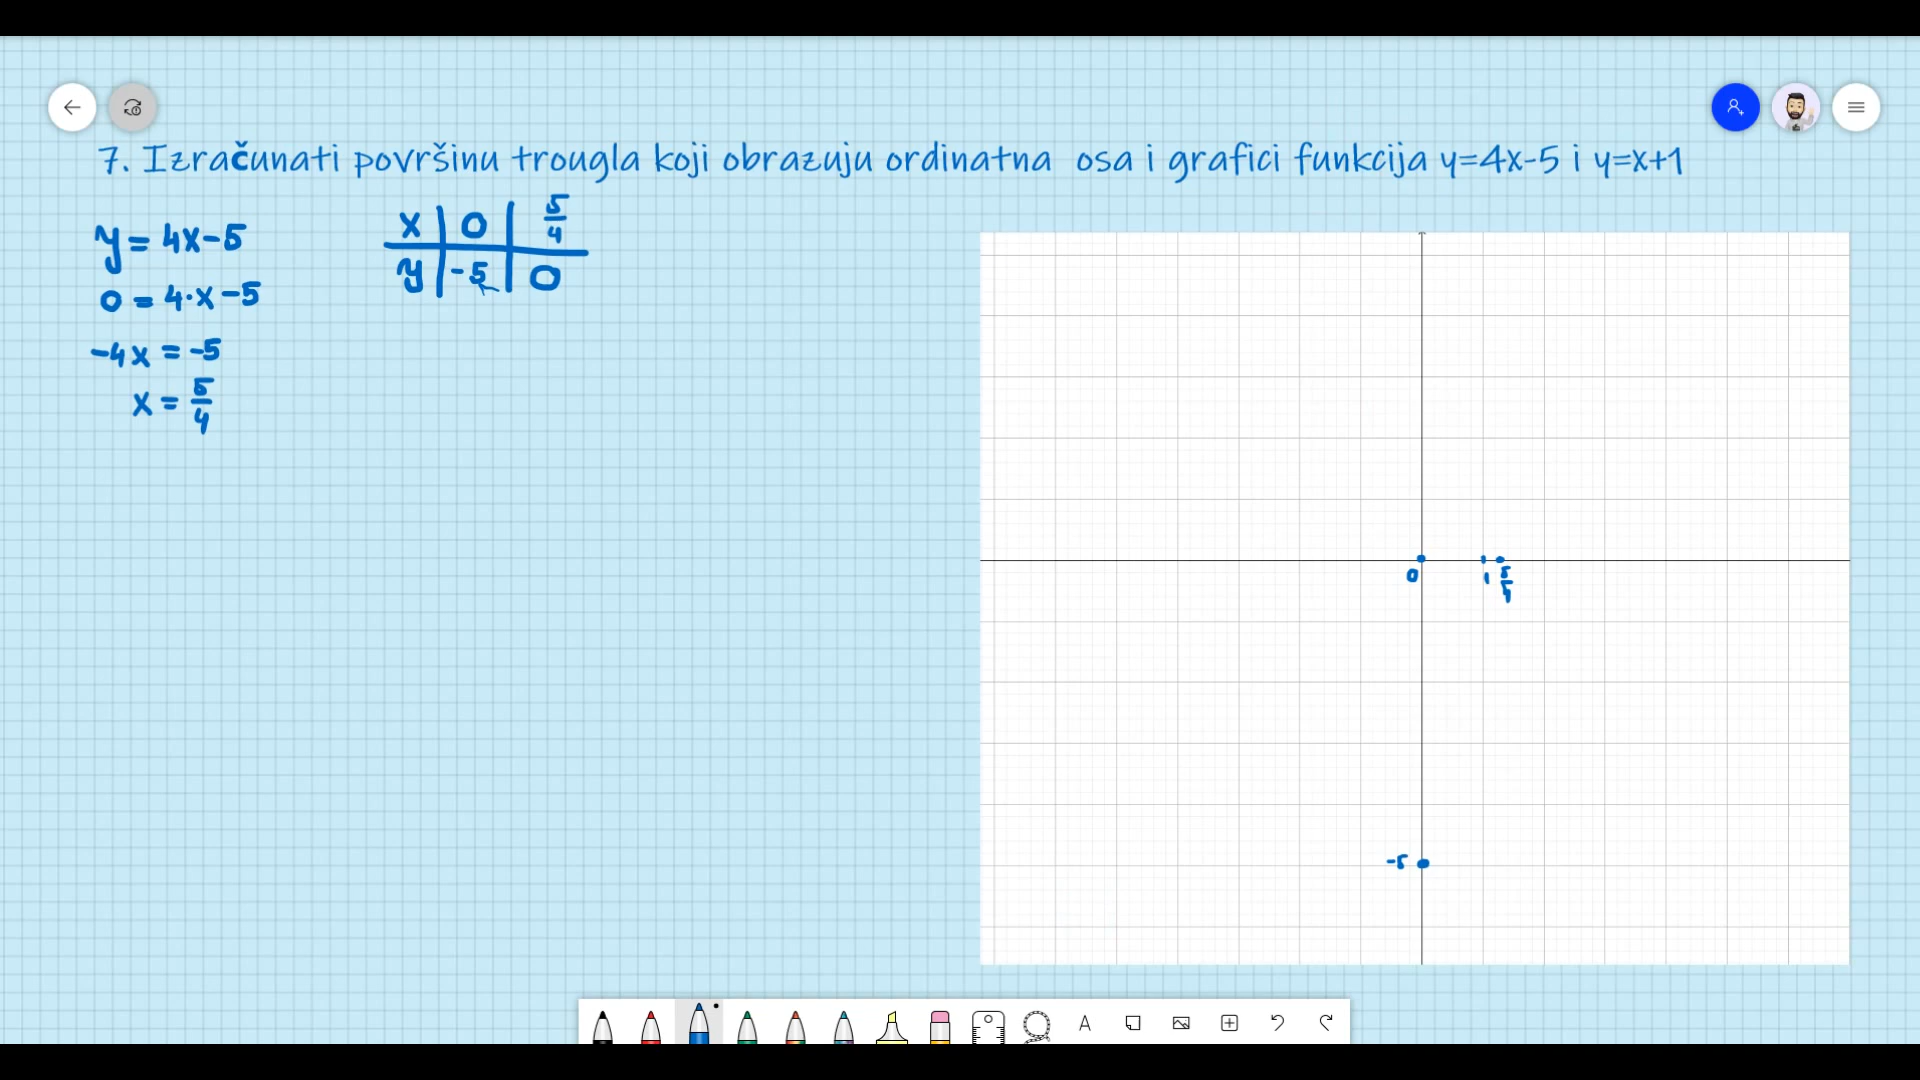 7. Izračunati površinu trougla koji obrazuju ordinatna osa i grafici funkcija y=4x-5 i y=x+1
y = 4x-5
0 = 4·x-5
-4x = -5
x = 5/4
x | 0 | 5/4
y | -5 | 0
0 1 5/4
-5
A